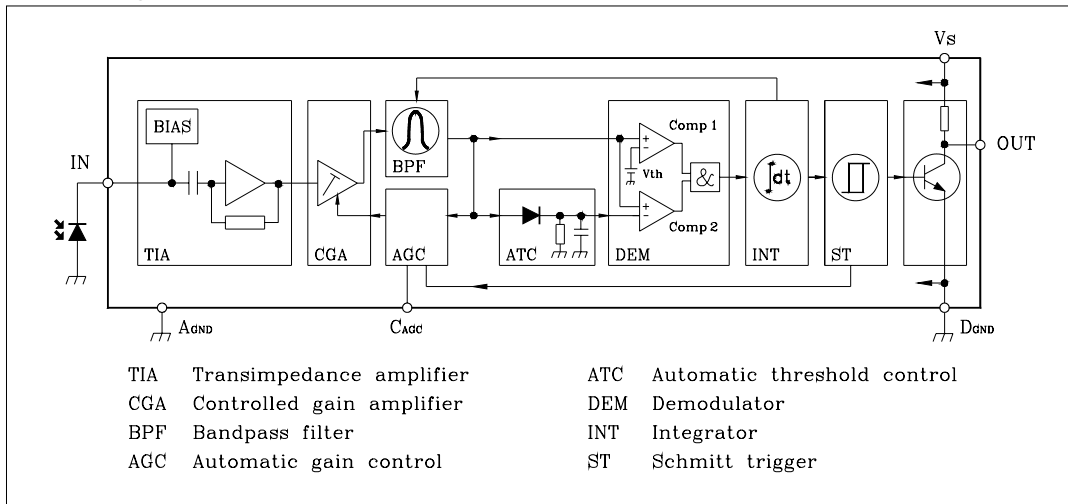 Vs
BIAS
IN
BPF
Comp 1
+
-
Vth
&
∫dt
OUT
+
-
Comp 2
TIA
CGA
AGC
ATC
DEM
INT
ST
AGND
CAGC
DGND
TIA Transimpedance amplifier
CGA Controlled gain amplifier
BPF Bandpass filter
AGC Automatic gain control
ATC Automatic threshold control
DEM Demodulator
INT Integrator
ST Schmitt trigger